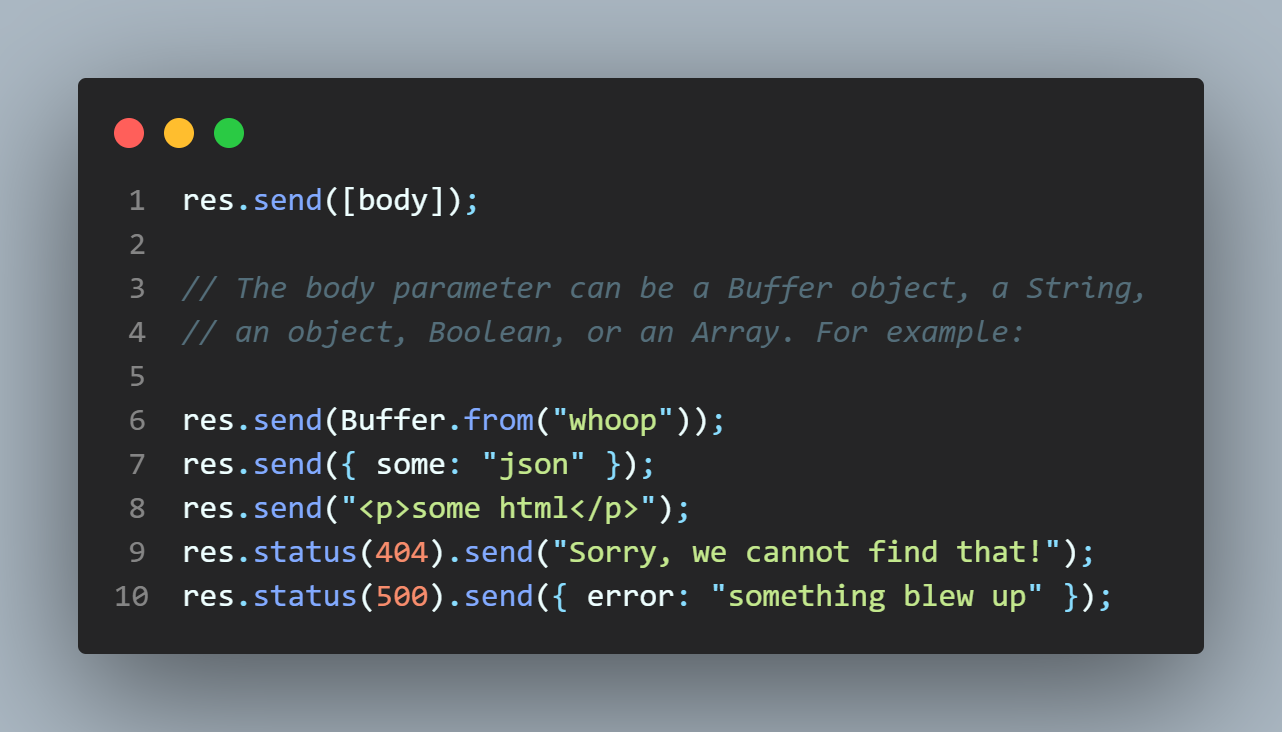 1 res.send([body]);
2
3 // The body parameter can be a Buffer object, a String,
4 // an object, Boolean, or an Array. For example:
5
6 res.send(Buffer.from("whoop"));
7 res.send({ some: "json" });
8 res.send("<p>some html</p>");
9 res.status(404).send("Sorry, we cannot find that!");
10 res.status(500).send({ error: "something blew up" });